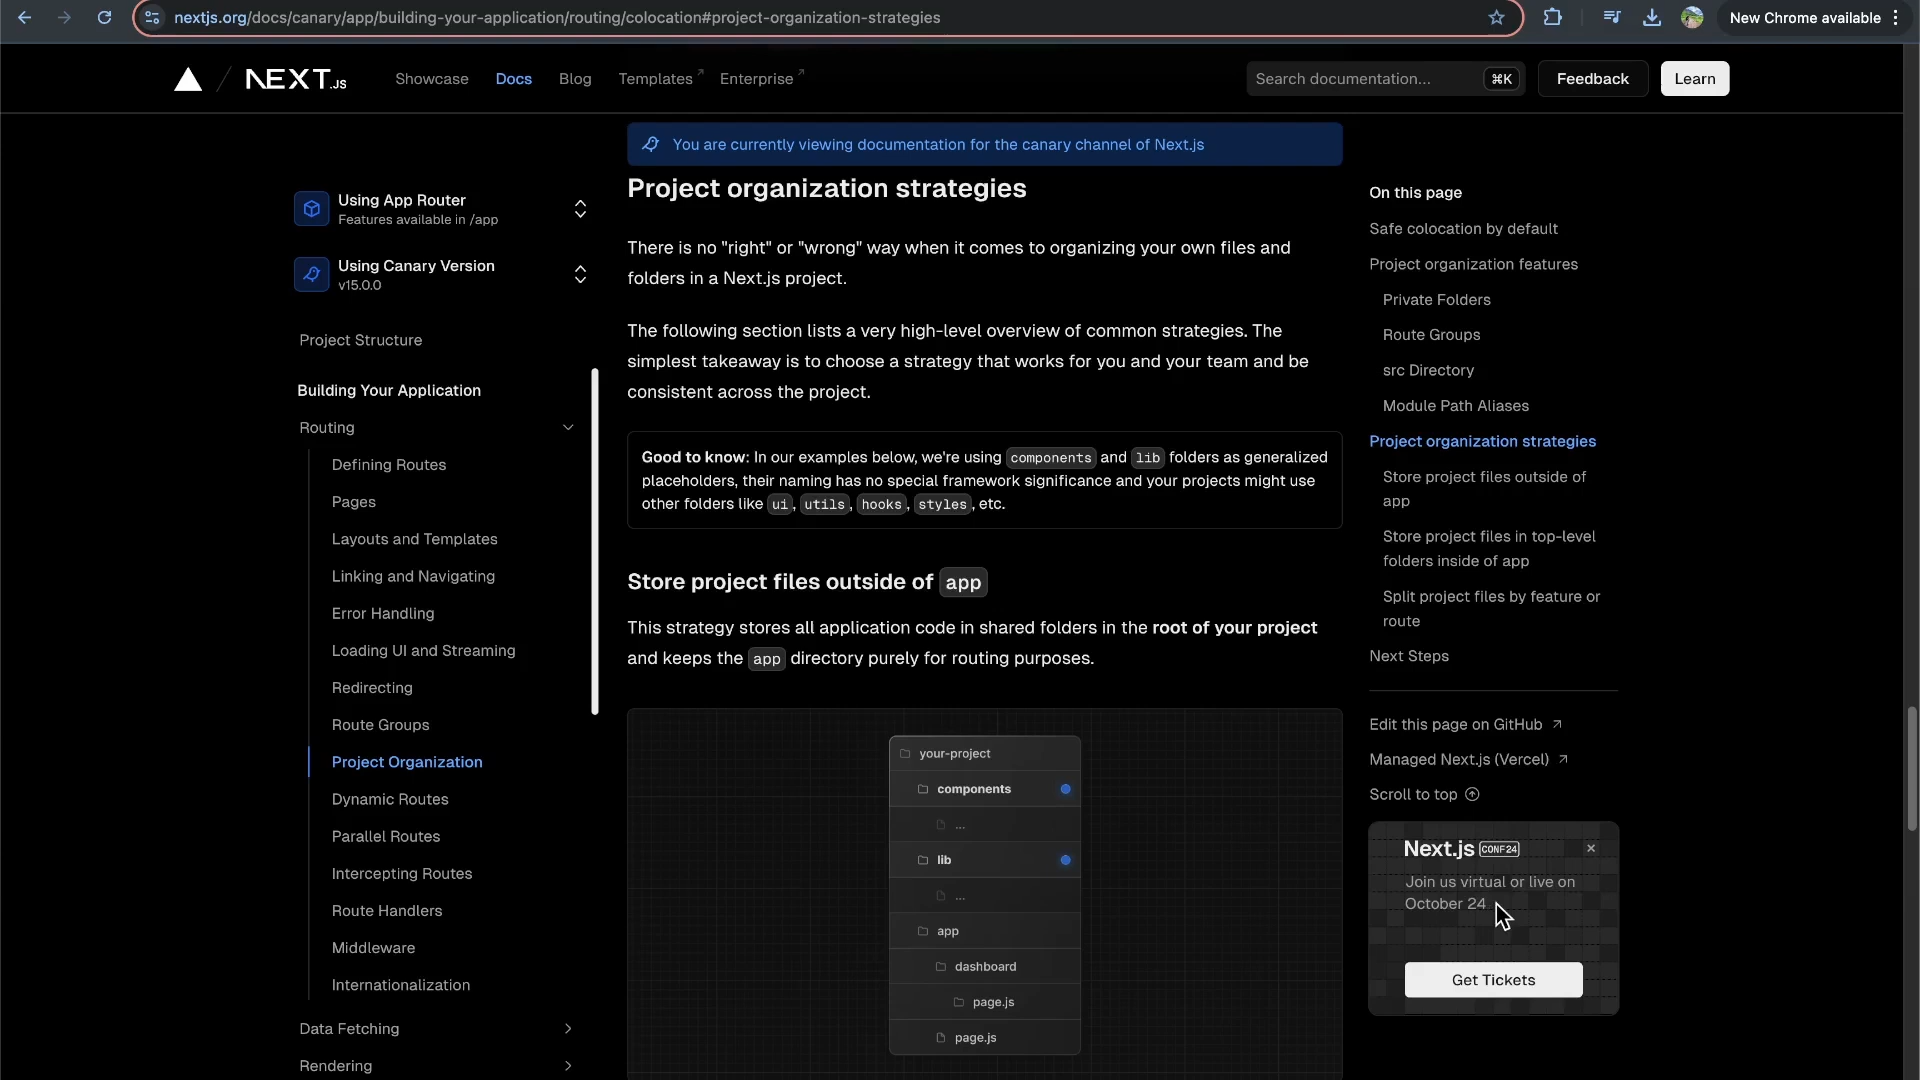 nextjs.org/docs/canary/app/building-your-application/routing/colocation#project-organization-strategies
New Chrome available
NEXT.JS
Showcase
Docs
Blog
Templates
Enterprise
Search documentation...
⌘K
Feedback
Learn
You are currently viewing documentation for the canary channel of Next.js
Using App Router
Features available in /app
Using Canary Version
v15.0.0
Project Structure
Building Your Application
Routing
Defining Routes
Pages
Layouts and Templates
Linking and Navigating
Error Handling
Loading UI and Streaming
Redirecting
Route Groups
Project Organization
Dynamic Routes
Parallel Routes
Intercepting Routes
Route Handlers
Middleware
Internationalization
Data Fetching
Rendering
Project organization strategies
There is no "right" or "wrong" way when it comes to organizing your own files and
folders in a Next.js project.
The following section lists a very high-level overview of common strategies. The
simplest takeaway is to choose a strategy that works for you and your team and be
consistent across the project.
Good to know: In our examples below, we're using components and lib folders as generalized
placeholders, their naming has no special framework significance and your projects might use
other folders like ui, utils, hooks, styles, etc.
Store project files outside of app
This strategy stores all application code in shared folders in the root of your project
and keeps the app directory purely for routing purposes.
your-project
components
...
lib
...
app
dashboard
page.js
page.js
On this page
Safe colocation by default
Project organization features
Private Folders
Route Groups
src Directory
Module Path Aliases
Project organization strategies
Store project files outside of
app
Store project files in top-level
folders inside of app
Split project files by feature or
route
Next Steps
Edit this page on GitHub
Managed Next.js (Vercel)
Scroll to top
Next.js CONF24
Join us virtual or live on
October 24
Get Tickets